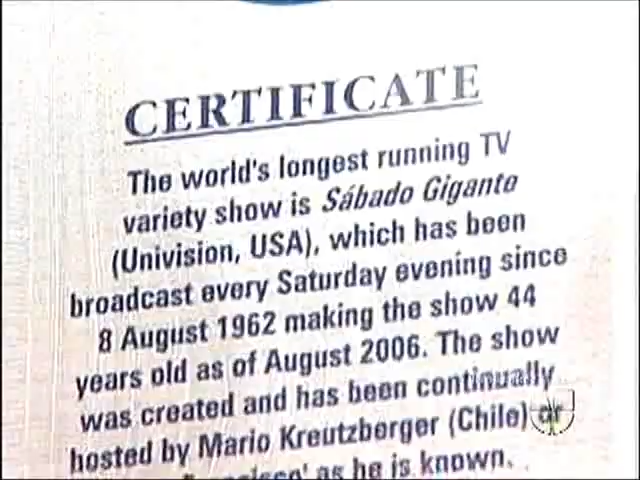 CERTIFICATE
The world's longest running TV
variety show is Sábado Gigante
(Univision, USA), which has been
broadcast every Saturday evening since
8 August 1962 making the show 44
years old as of August 2006. The show
was created and has been continually
hosted by Mario Kreutzberger (Chile) or
as he is known.